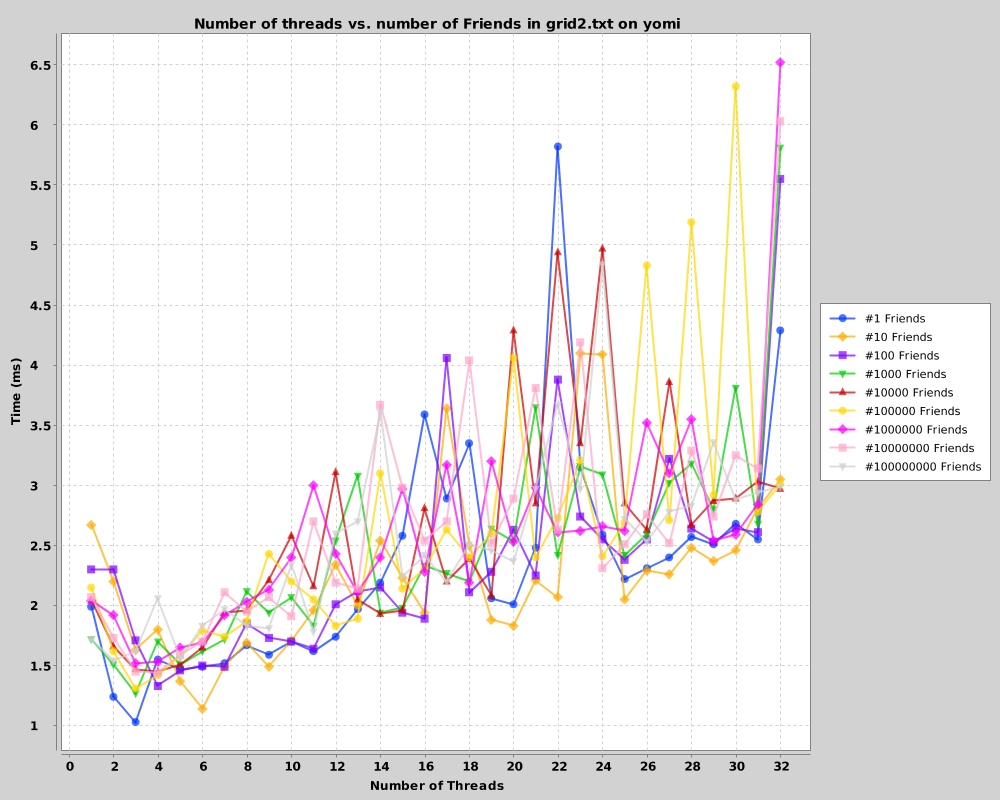 Number of threads vs. number of Friends in grid2.txt on yomi
6.5
6
5.5
5
4.5
4
3.5
3
2.5
2
1.5
1
Time (ms)
0 2 4 6 8 10 12 14 16 18 20 22 24 26 28 30 32
Number of Threads
#1 Friends
#10 Friends
#100 Friends
#1000 Friends
#10000 Friends
#100000 Friends
#1000000 Friends
#10000000 Friends
#100000000 Friends